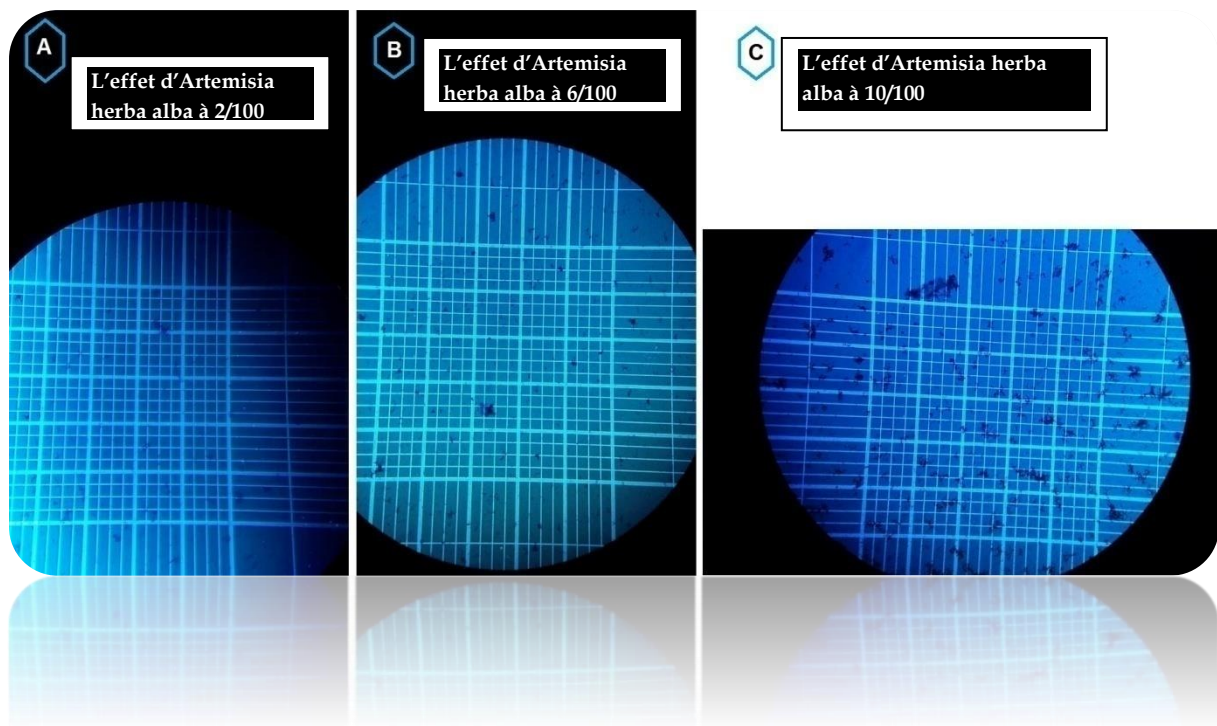 A
L'effet d'Artemisia
herba alba à 2/100
B
L'effet d'Artemisia
herba alba à 6/100
C
L'effet d'Artemisia herba
alba à 10/100